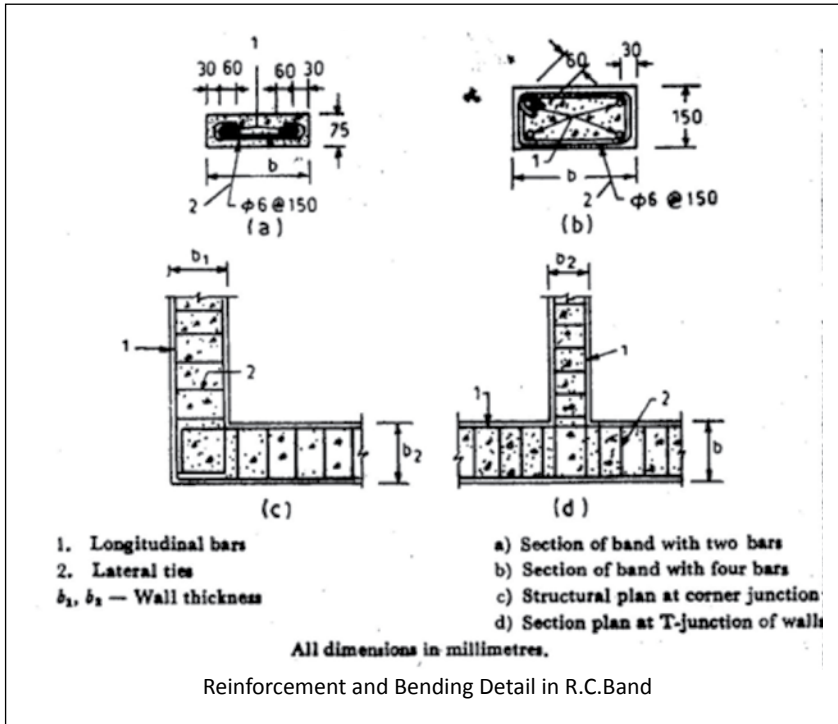 1
30 60 60 30
75
b
2 ϕ6 @150
(a)
60 30
150
1
b
2 ϕ6 @150
(b)
b₁
1
2
b₂
(c)
b₂
1
1
2
b
(d)
1. Longitudinal bars
2. Lateral ties
b₁, b₂ — Wall thickness
a) Section of band with two bars
b) Section of band with four bars
c) Structural plan at corner junction
d) Section plan at T-junction of walls
All dimensions in millimetres.
Reinforcement and Bending Detail in R.C.Band